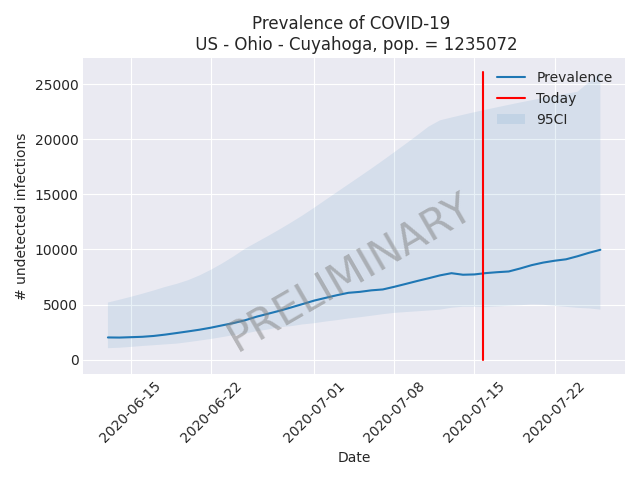 Prevalence of COVID-19
US - Ohio - Cuyahoga, pop. = 1235072
Prevalence
Today
95CI
25000
20000
15000
10000
5000
0
# undetected infections
PRELIMINARY
2020-06-15
2020-06-22
2020-07-01
2020-07-08
2020-07-15
2020-07-22
Date